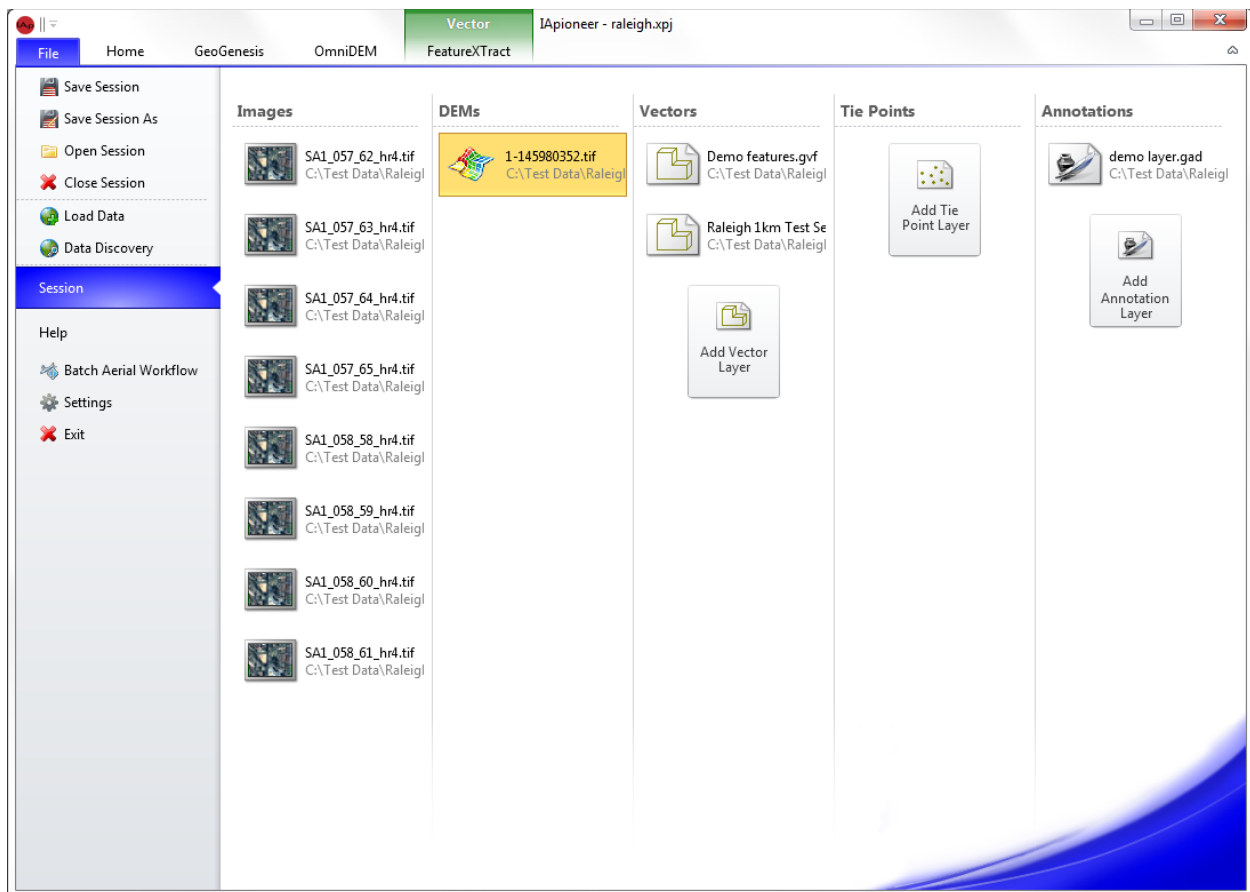 IAp
Vector
IApioneer - raleigh.xpj
File
Home
GeoGenesis
OmniDEM
FeatureXTract
Save Session
Save Session As
Open Session
Close Session
Load Data
Data Discovery
Session
Help
Batch Aerial Workflow
Settings
Exit
Images
SA1_057_62_hr4.tif
C:\Test Data\Raleigl
SA1_057_63_hr4.tif
C:\Test Data\Raleigl
SA1_057_64_hr4.tif
C:\Test Data\Raleigl
SA1_057_65_hr4.tif
C:\Test Data\Raleigl
SA1_058_58_hr4.tif
C:\Test Data\Raleigl
SA1_058_59_hr4.tif
C:\Test Data\Raleigl
SA1_058_60_hr4.tif
C:\Test Data\Raleigl
SA1_058_61_hr4.tif
C:\Test Data\Raleigl
DEMs
1-145980352.tif
C:\Test Data\Raleigl
Vectors
Demo features.gvf
C:\Test Data\Raleigl
Raleigh 1km Test Se
C:\Test Data\Raleigl
Add Vector
Layer
Tie Points
Add Tie
Point Layer
Annotations
demo layer.gad
C:\Test Data\Raleigl
Add
Annotation
Layer